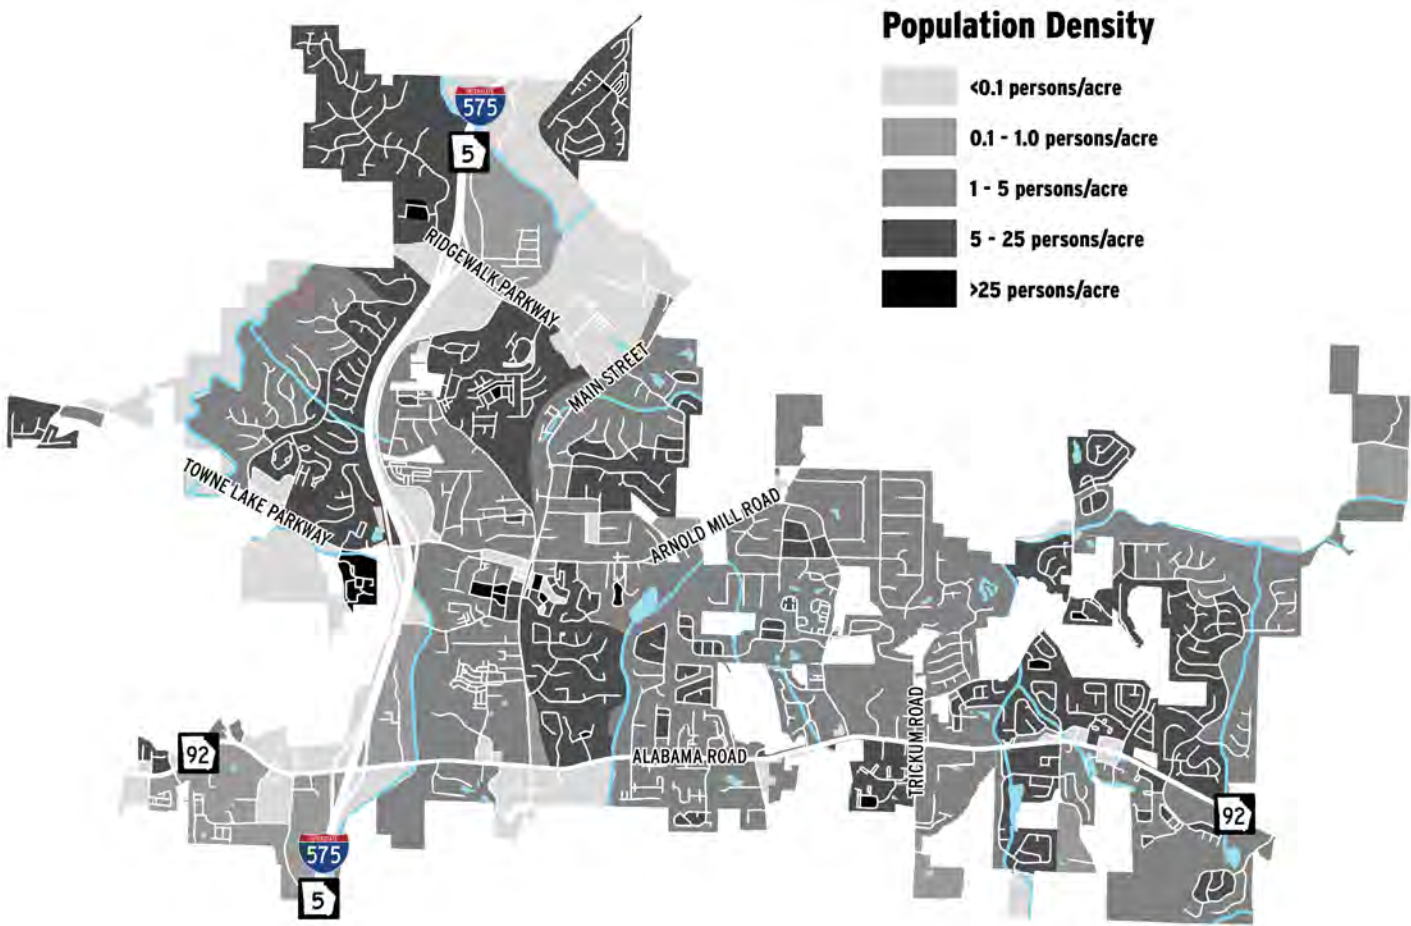 Population Density
<0.1 persons/acre
0.1 - 1.0 persons/acre
1 - 5 persons/acre
5 - 25 persons/acre
>25 persons/acre
INTERSTATE
575
5
RIDGEWALK PARKWAY
MAIN STREET
TOWNE LAKE PARKWAY
ARNOLD MILL ROAD
TRICKUM ROAD
92
ALABAMA ROAD
92
INTERSTATE
575
5